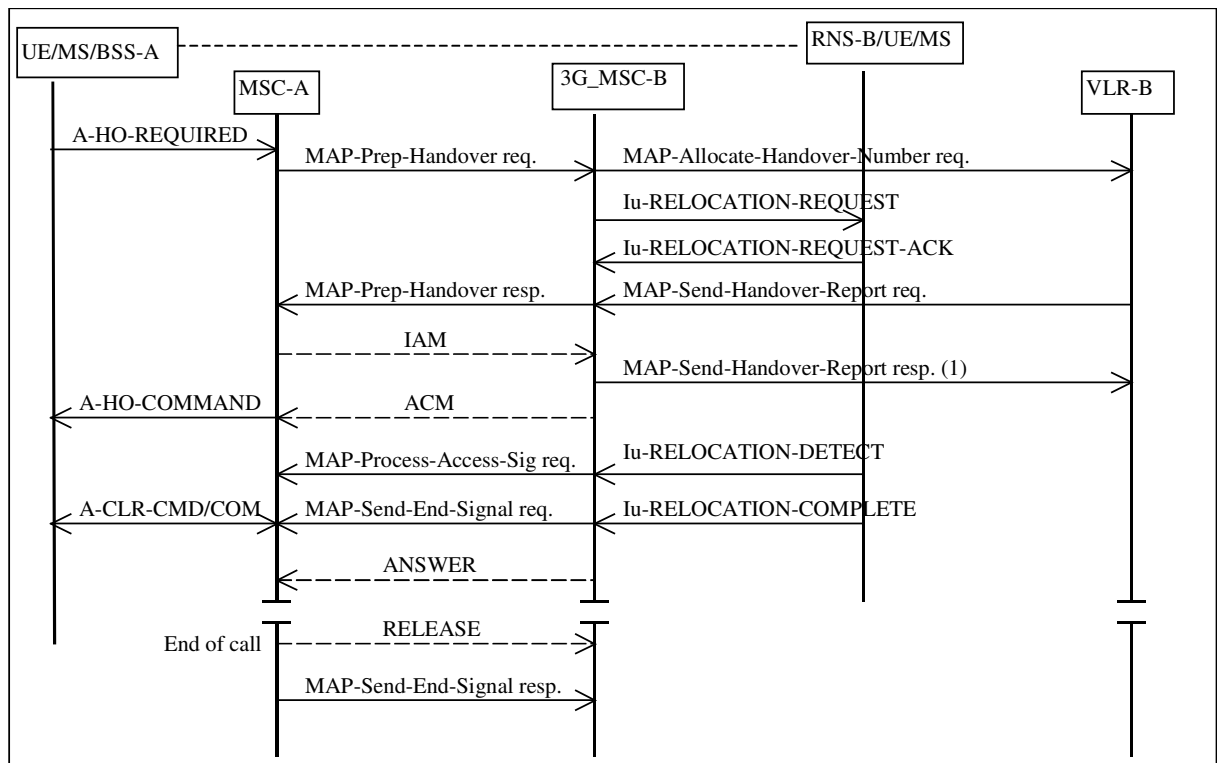 UE/MS/BSS-A
RNS-B/UE/MS
MSC-A
3G_MSC-B
VLR-B
A-HO-REQUIRED
MAP-Prep-Handover req.
MAP-Allocate-Handover-Number req.
Iu-RELOCATION-REQUEST
Iu-RELOCATION-REQUEST-ACK
MAP-Prep-Handover resp.
MAP-Send-Handover-Report req.
IAM
MAP-Send-Handover-Report resp. (1)
A-HO-COMMAND
ACM
MAP-Process-Access-Sig req.
Iu-RELOCATION-DETECT
A-CLR-CMD/COM
MAP-Send-End-Signal req.
Iu-RELOCATION-COMPLETE
ANSWER
End of call
RELEASE
MAP-Send-End-Signal resp.